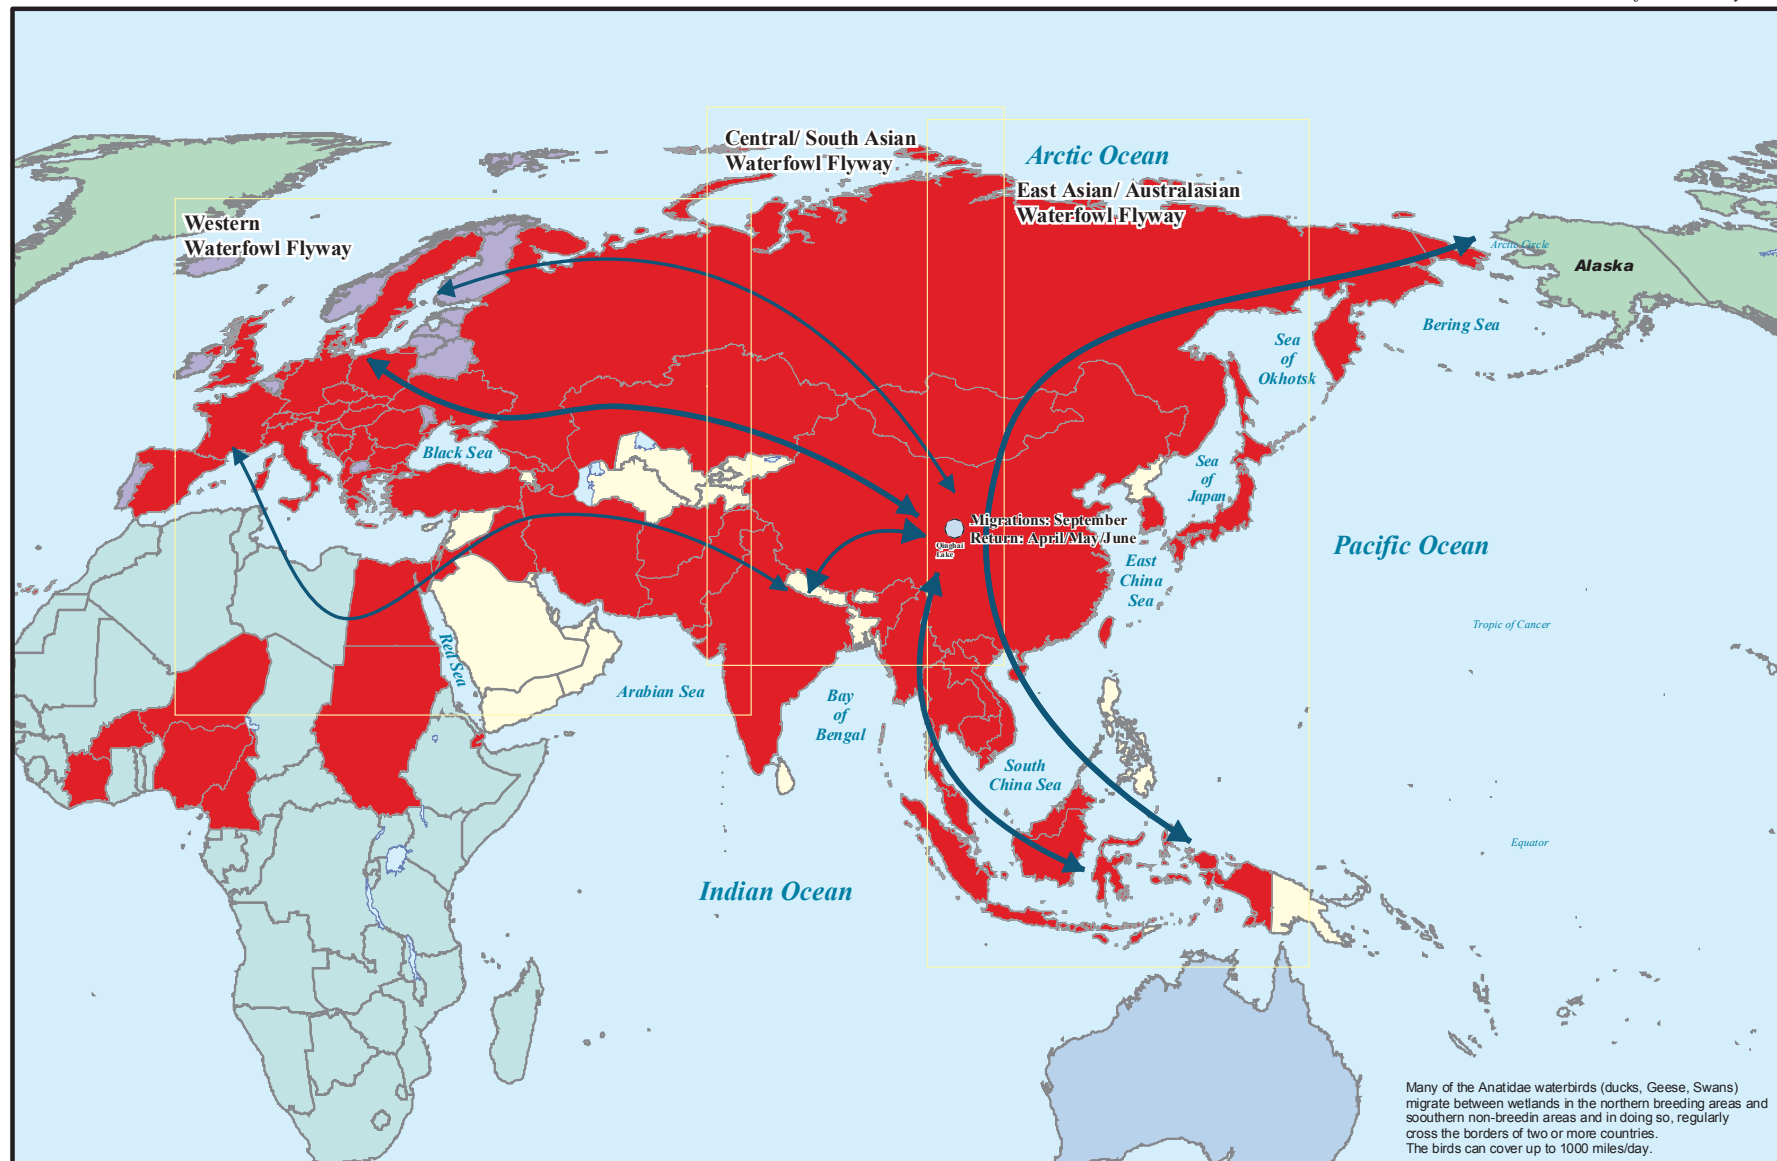 Central/ South Asian
Waterfowl Flyway
Arctic Ocean
East Asian/ Australasian
Waterfowl Flyway
Western
Waterfowl Flyway
Arctic Circle
Alaska
Bering Sea
Sea
of
Okhotsk
Black Sea
Sea
of
Japan
Migrations: September
Return: April/May/June
Qinghai
Lake
Pacific Ocean
East
China
Sea
Tropic of Cancer
Red Sea
Arabian Sea
Bay
of
Bengal
South
China Sea
Equator
Indian Ocean
Many of the Anatidae waterbirds (ducks, Geese, Swans)
migrate between wetlands in the northern breeding areas and
soouthern non-breedin areas and in doing so, regularly
cross the borders of two or more countries.
The birds can cover up to 1000 miles/day.